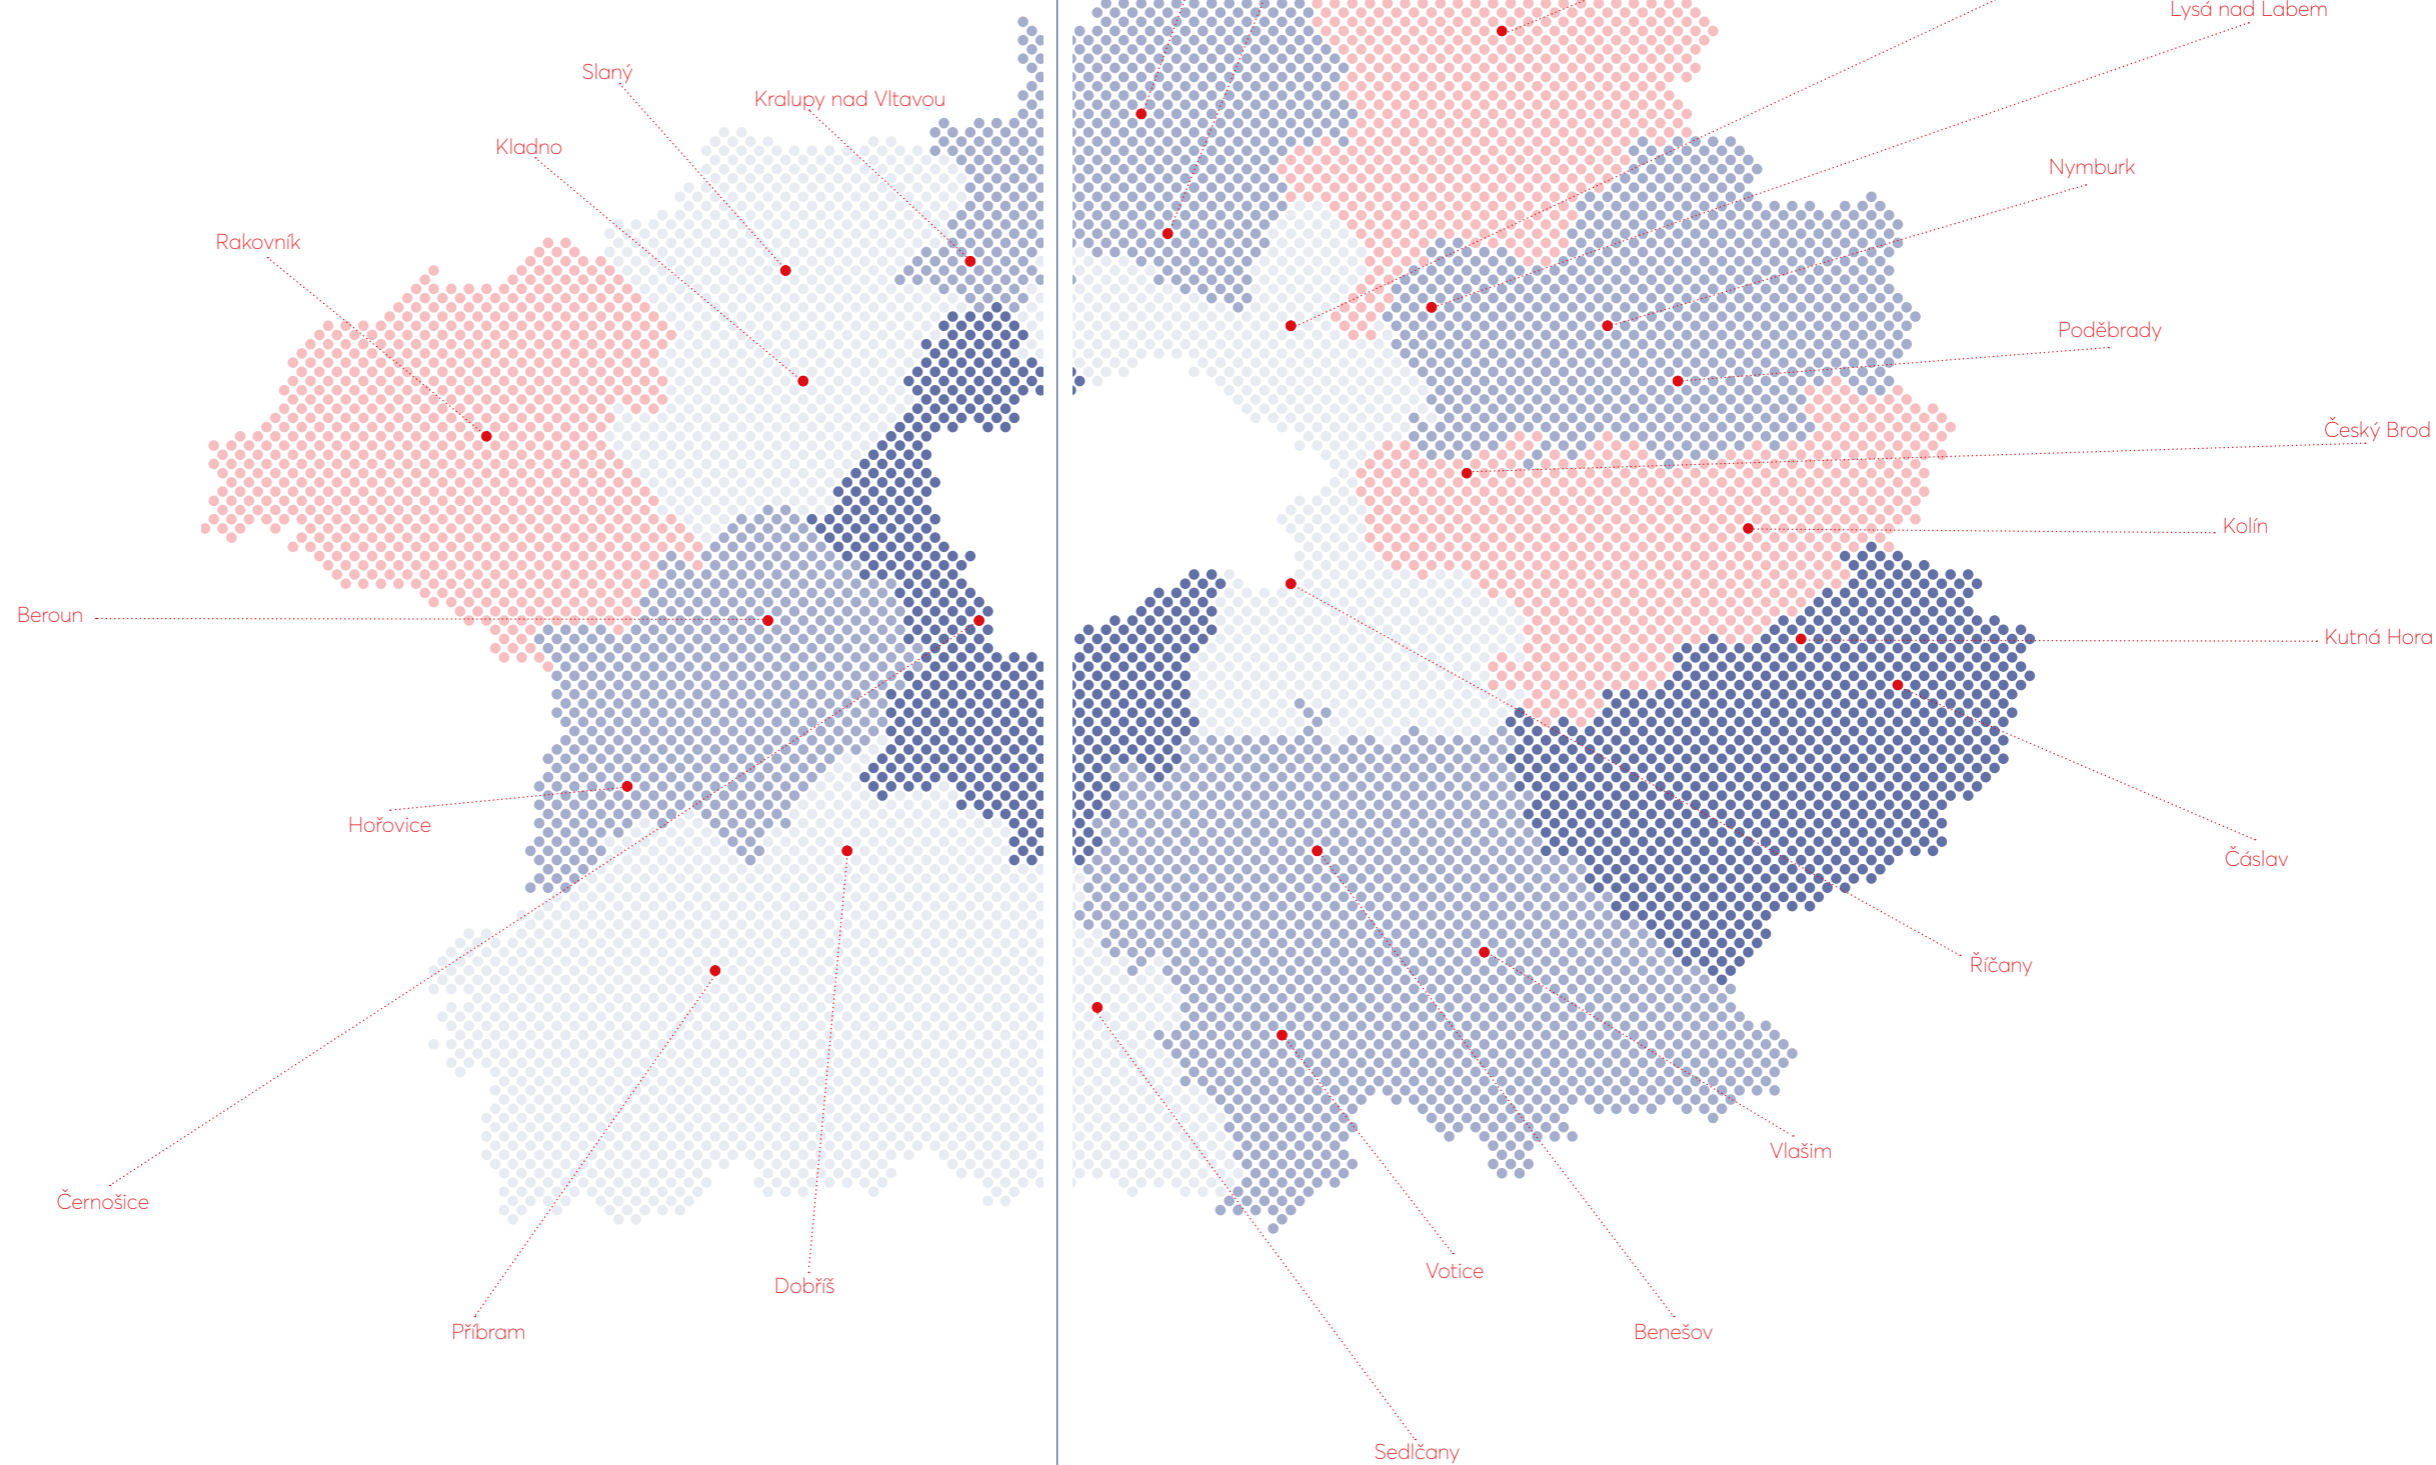 Lysá nad Labem
Slaný
Kralupy nad Vltavou
Kladno
Nymburk
Rakovník
Poděbrady
Český Brod
Kolín
Beroun
Kutná Hora
Hořovice
Čáslav
Říčany
Vlašim
Černošice
Votice
Dobříš
Příbram
Benešov
Sedlčany